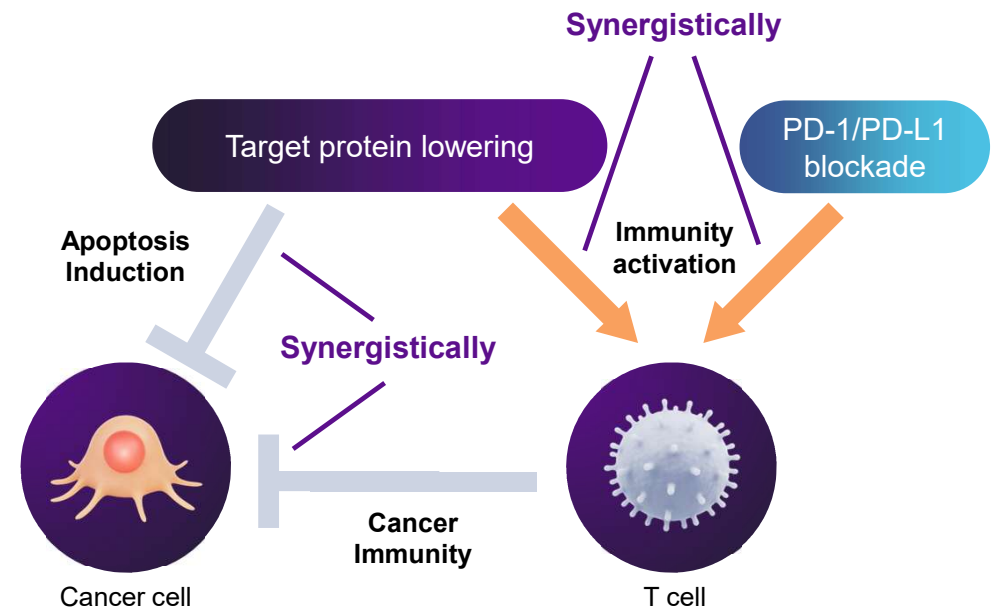 Synergistically
Target protein lowering
PD-1/PD-L1
blockade
Apoptosis
Induction
Immunity
activation
Synergistically
Cancer
Immunity
Cancer cell
T cell